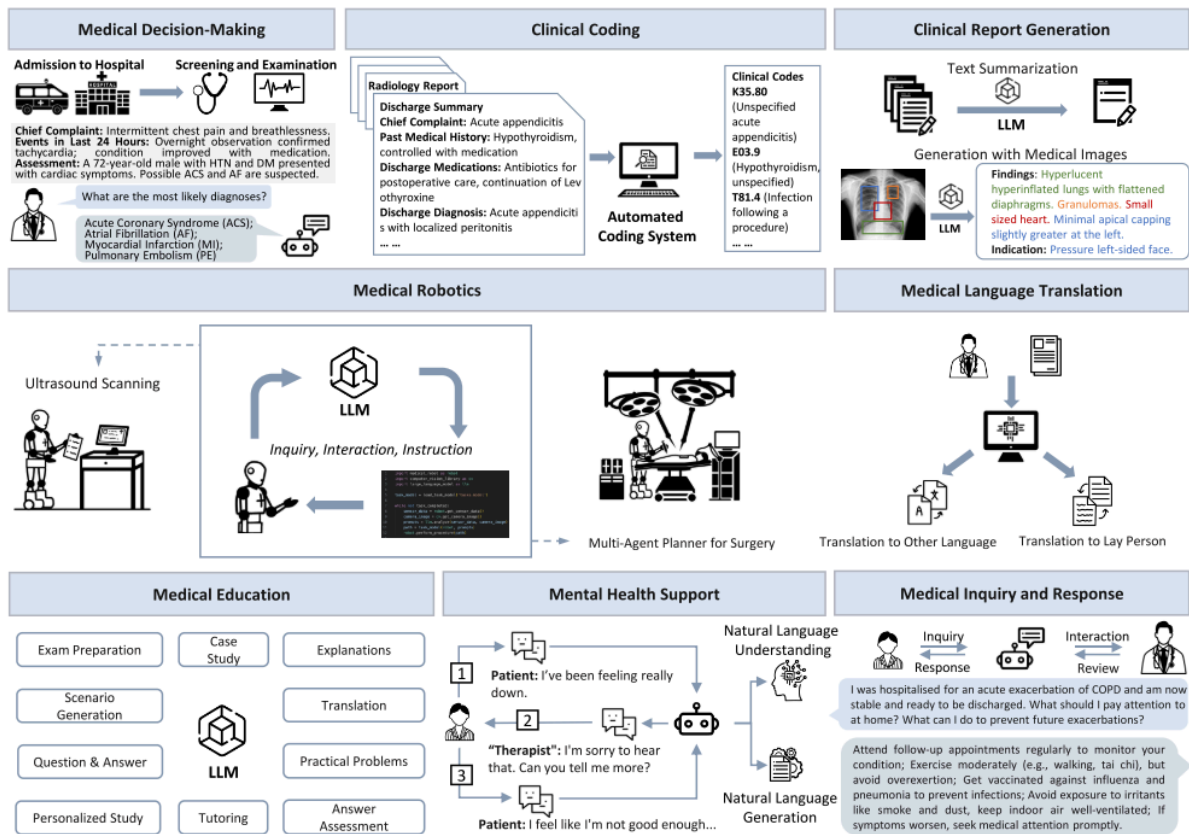 Medical Decision-Making
Admission to Hospital
Screening and Examination
HOSPITAL
Chief Complaint: Intermittent chest pain and breathlessness.
Events in Last 24 Hours: Overnight observation confirmed
tachycardia; condition improved with medication.
Assessment: A 72-year-old male with HTN and DM presented
with cardiac symptoms. Possible ACS and AF are suspected.
What are the most likely diagnoses?
Acute Coronary Syndrome (ACS);
Atrial Fibrillation (AF);
Myocardial Infarction (MI);
Pulmonary Embolism (PE)
Clinical Coding
Radiology Report
Discharge Summary
Chief Complaint: Acute appendicitis
Past Medical History: Hypothyroidism,
controlled with medication
Discharge Medications: Antibiotics for
postoperative care, continuation of Lev
othyroxine
Discharge Diagnosis: Acute appendiciti
s with localized peritonitis
... ...
Automated
Coding System
Clinical Codes
K35.80
(Unspecified
acute
appendicitis)
E03.9
(Hypothyroidism,
unspecified)
T81.4 (Infection
following a
procedure)
... ...
Clinical Report Generation
Text Summarization
LLM
Generation with Medical Images
LLM
Findings: Hyperlucent
hyperinflated lungs with flattened
diaphragms. Granulomas. Small
sized heart. Minimal apical capping
slightly greater at the left.
Indication: Pressure left-sided face.
Medical Robotics
Ultrasound Scanning
LLM
Inquiry, Interaction, Instruction
Multi-Agent Planner for Surgery
Medical Language Translation
A
文
Translation to Other Language
Translation to Lay Person
Medical Education
Exam Preparation
Case
Study
Explanations
Scenario
Generation
Translation
LLM
Question & Answer
Practical Problems
Personalized Study
Tutoring
Answer
Assessment
Mental Health Support
1
Patient: I've been feeling really
down.
2
"Therapist": I'm sorry to hear
that. Can you tell me more?
3
Patient: I feel like I'm not good enough...
Natural Language
Understanding
Natural Language
Generation
Medical Inquiry and Response
Inquiry
Response
Interaction
Review
I was hospitalised for an acute exacerbation of COPD and am now
stable and ready to be discharged. What should I pay attention to
at home? What can I do to prevent future exacerbations?
Attend follow-up appointments regularly to monitor your
condition; Exercise moderately (e.g., walking, tai chi), but
avoid overexertion; Get vaccinated against influenza and
pneumonia to prevent infections; Avoid exposure to irritants
like smoke and dust, keep indoor air well-ventilated; If
symptoms worsen, seek medical attention promptly.